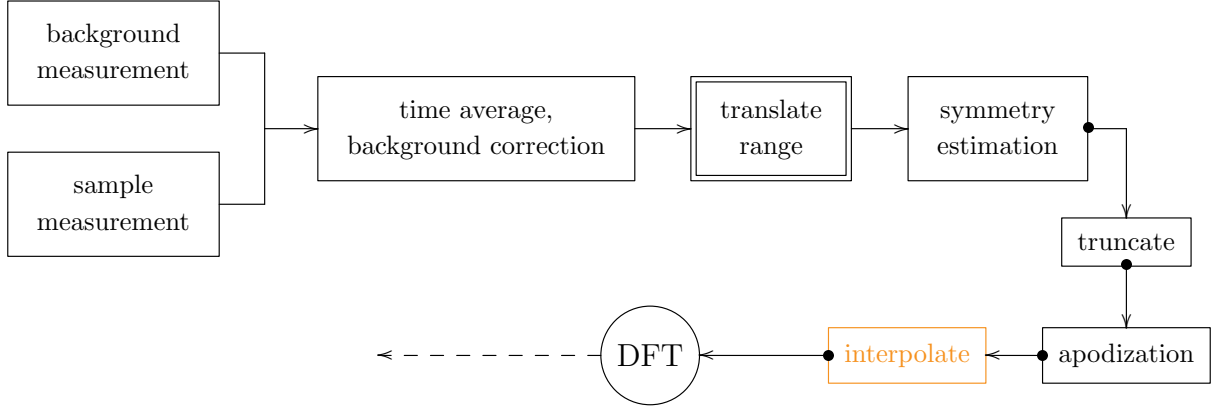 background
measurement
sample
measurement
time average,
background correction
translate
range
symmetry
estimation
truncate
apodization
interpolate
DFT